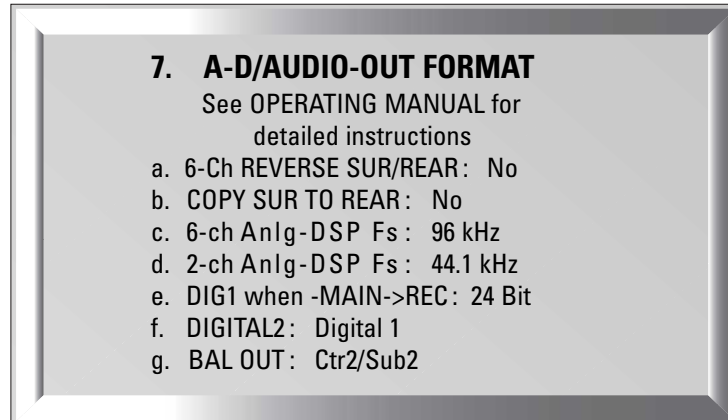 7. A-D/AUDIO-OUT FORMAT
See OPERATING MANUAL for
detailed instructions
a. 6-Ch REVERSE SUR/REAR: No
b. COPY SUR TO REAR: No
c. 6-ch Anlg-DSP Fs: 96 kHz
d. 2-ch Anlg-DSP Fs: 44.1 kHz
e. DIG1 when -MAIN->REC: 24 Bit
f. DIGITAL2: Digital 1
g. BAL OUT: Ctr2/Sub2